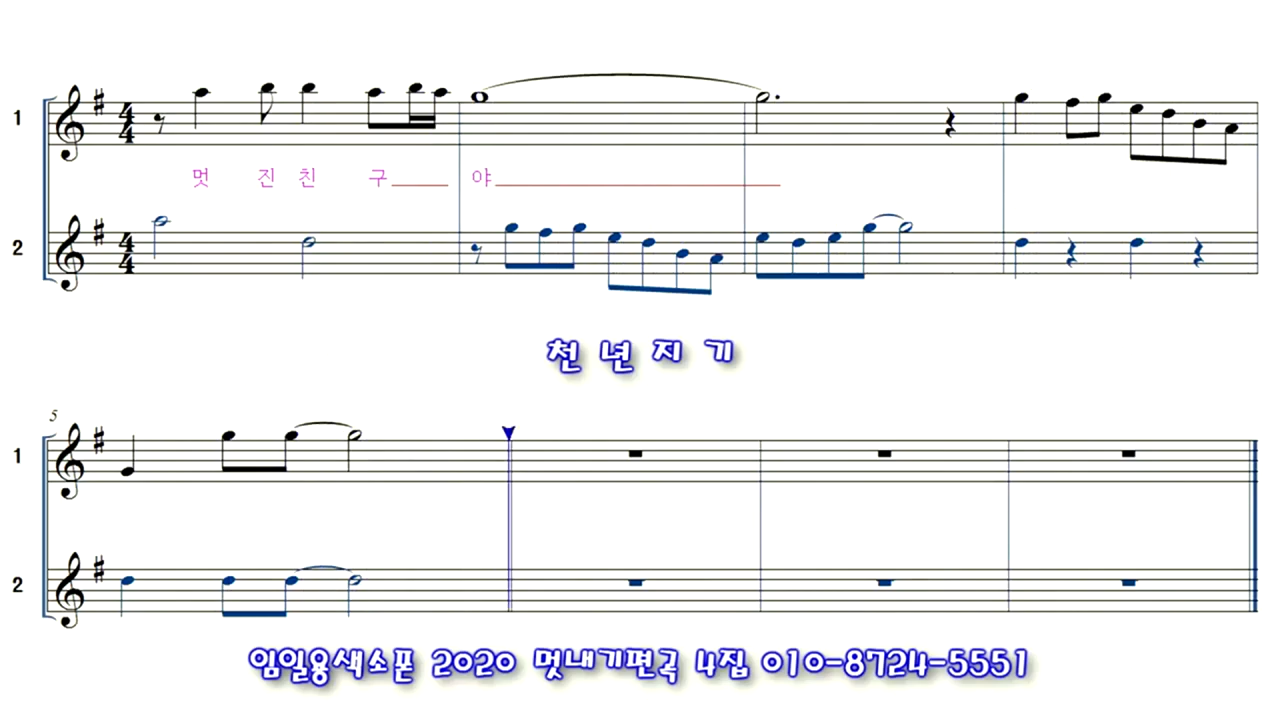 1
멋 진 친 구 야
2
천 년 지 기
5
1
2
임일용색소폰 2020 멋내기편곡 4집 010-8724-5551